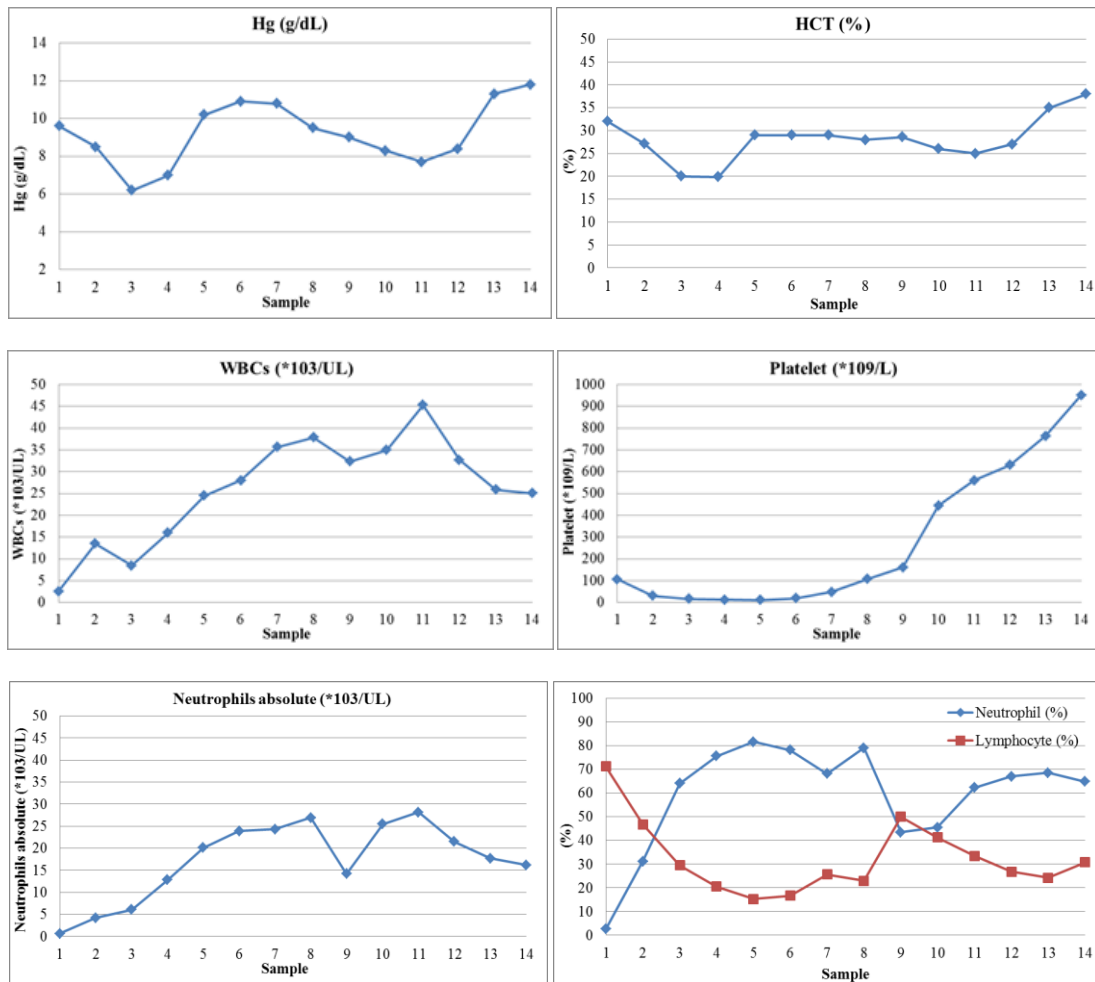 Hg (g/dL)
Hg (g/dL)
14
12
10
8
6
4
2
1 2 3 4 5 6 7 8 9 10 11 12 13 14
Sample
HCT (%)
(%)
50
45
40
35
30
25
20
15
10
5
0
1 2 3 4 5 6 7 8 9 10 11 12 13 14
Sample
WBCs (*103/UL)
WBCs (*103/UL)
50
45
40
35
30
25
20
15
10
5
0
1 2 3 4 5 6 7 8 9 10 11 12 13 14
Sample
Platelet (*109/L)
Platelet (*109/L)
1000
900
800
700
600
500
400
300
200
100
0
1 2 3 4 5 6 7 8 9 10 11 12 13 14
Sample
Neutrophils absolute (*103/UL)
Neutrophils absolute (*103/UL)
50
45
40
35
30
25
20
15
10
5
0
1 2 3 4 5 6 7 8 9 10 11 12 13 14
Sample
(%)
100
90
80
70
60
50
40
30
20
10
0
Neutrophil (%)
Lymphocyte (%)
1 2 3 4 5 6 7 8 9 10 11 12 13 14
Sample